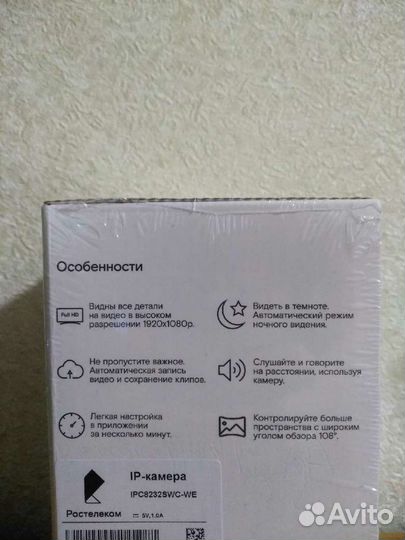 Особенности
Full HD
Видны все детали
на видео в высоком
разрешении 1920x1080p.
Видеть в темноте.
Автоматический режим
ночного видения.
Не пропустите важное.
Автоматическая запись
видео и сохранение клипов.
Слушайте и говорите
на расстоянии, используя
камеру.
Легкая настройка
в приложении
за несколько минут.
Контролируйте больше
пространства с широким
углом обзора 108°.
Ростелеком
IP-камера
IPC8232SWC-WE
5V,1.0A
Avito